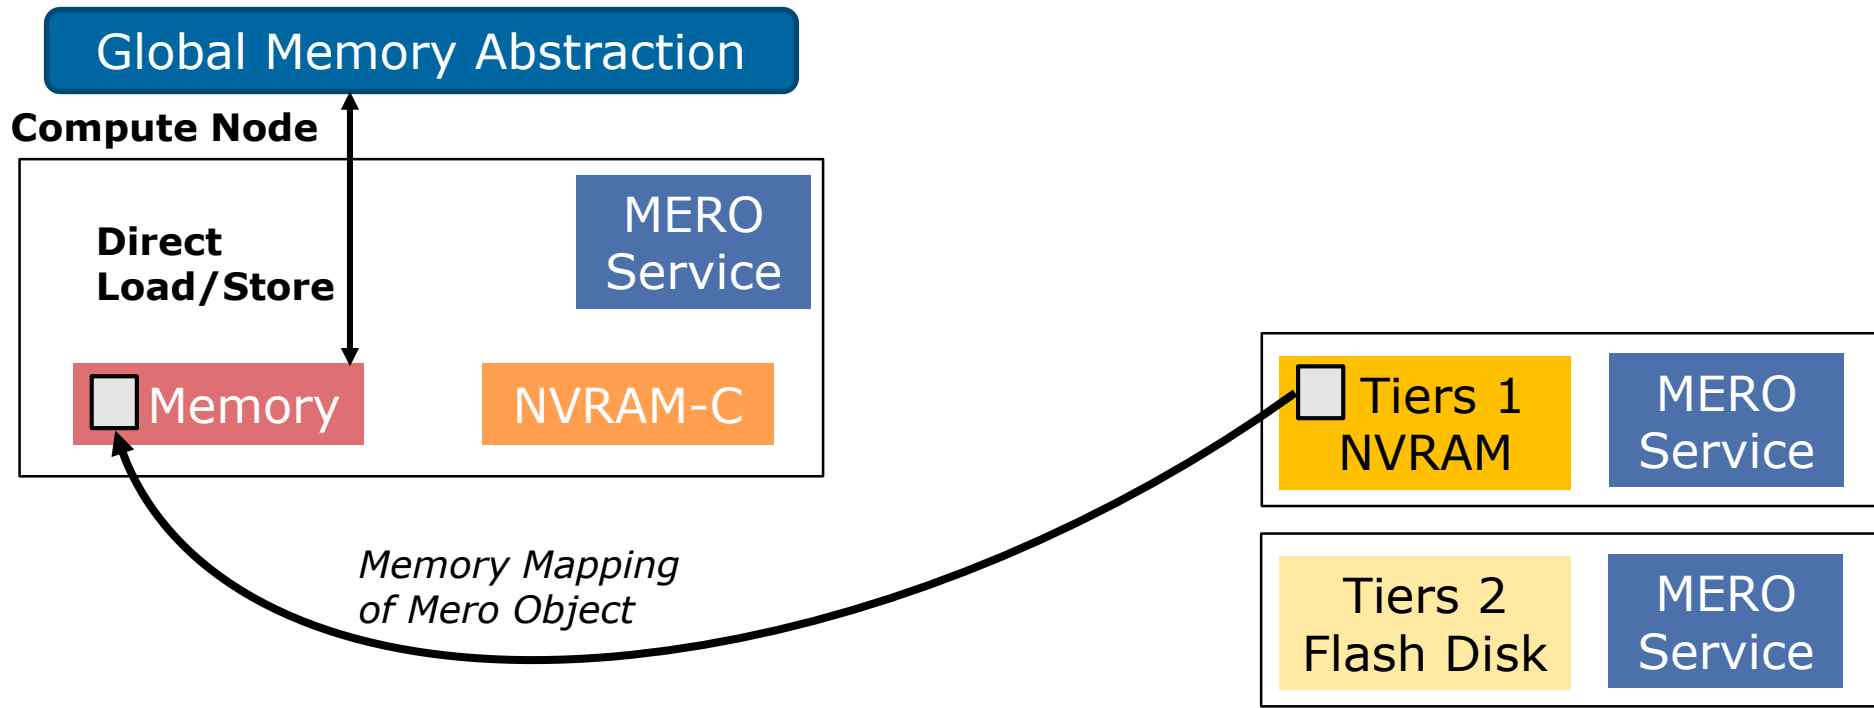 Global Memory Abstraction
Compute Node
MERO
Service
Direct
Load/Store
Memory
NVRAM-C
Tiers 1
NVRAM
MERO
Service
Memory Mapping
of Mero Object
Tiers 2
Flash Disk
MERO
Service